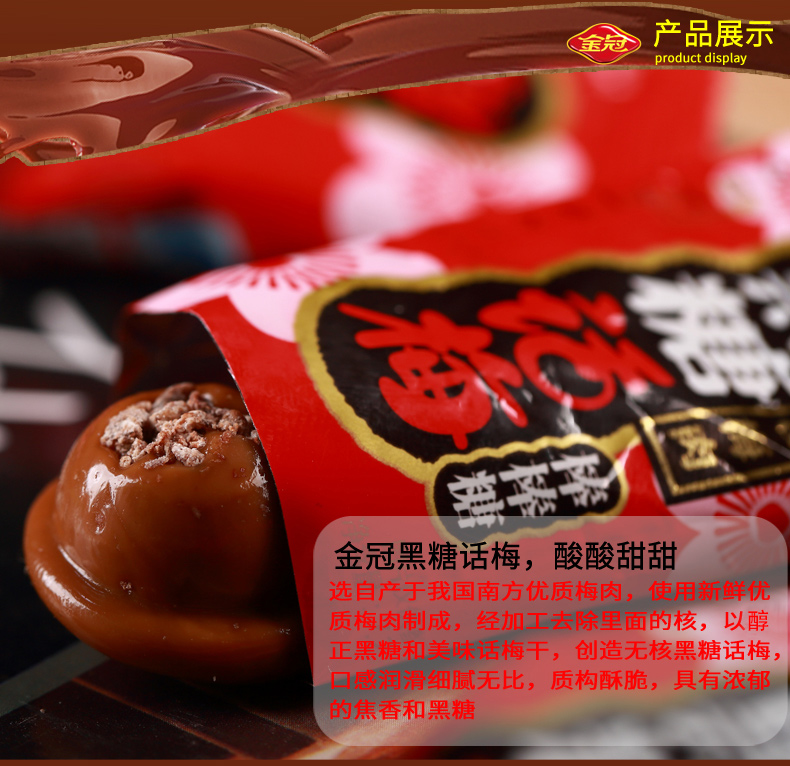 金冠
产品展示
product display
糖
话梅
棒棒糖
肉
金冠黑糖话梅，酸酸甜甜
选自产于我国南方优质梅肉，使用新鲜优
质梅肉制成，经加工去除里面的核，以醇
正黑糖和美味话梅干，创造无核黑糖话梅，
口感润滑细腻无比，质构酥脆，具有浓郁
的焦香和黑糖